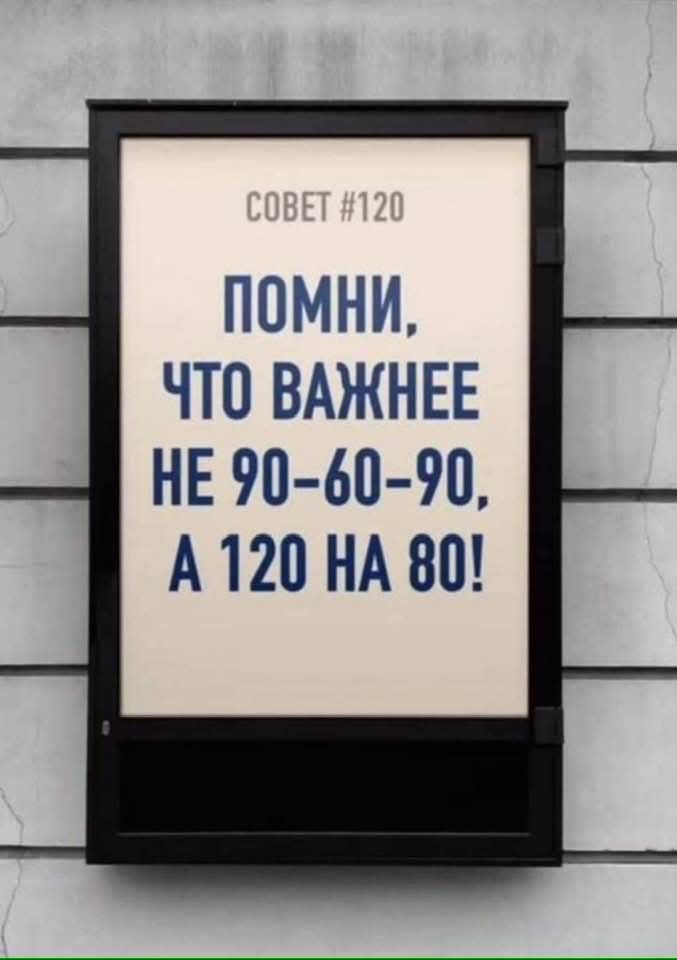 СОВЕТ #120
ПОМНИ,
ЧТО ВАЖНЕЕ
НЕ 90-60-90,
А 120 НА 80!